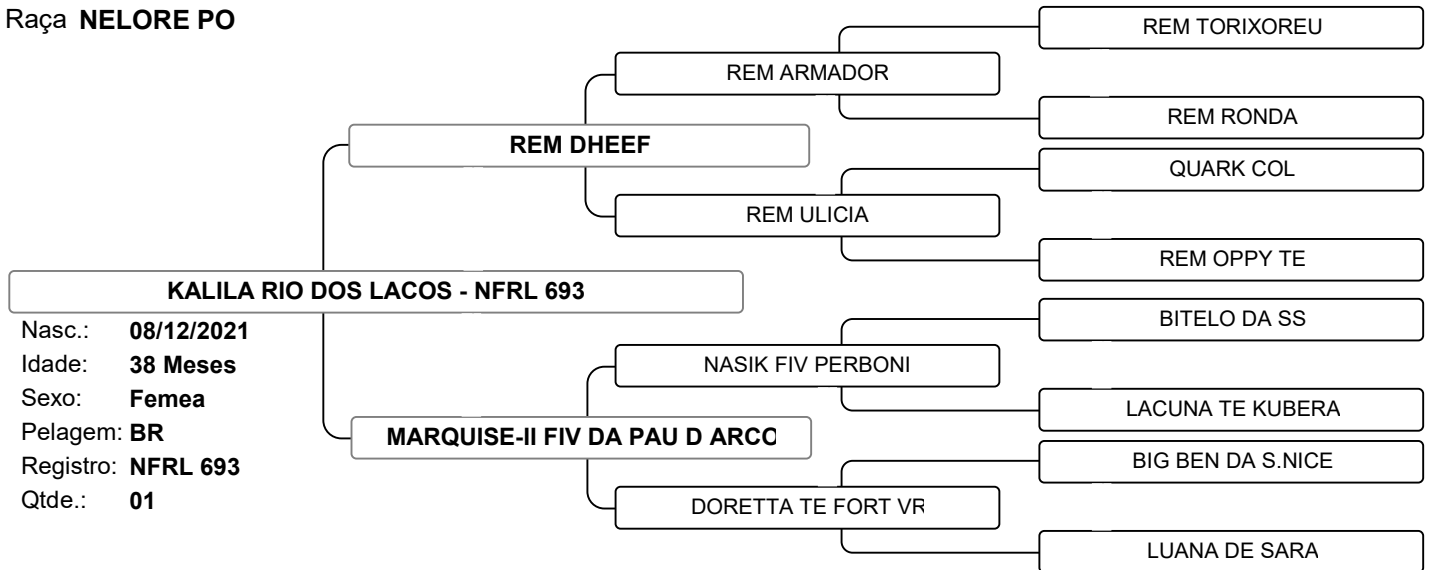 Raça NELORE PO
REM TORIXOREU
REM ARMADOR
REM RONDA
REM DHEEF
QUARK COL
REM ULICIA
REM OPPY TE
KALILA RIO DOS LACOS - NFRL 693
Nasc.: 08/12/2021
Idade: 38 Meses
Sexo: Femea
Pelagem: BR
Registro: NFRL 693
Qtde.: 01
BITELO DA SS
NASIK FIV PERBONI
LACUNA TE KUBERA
MARQUISE-II FIV DA PAU D ARCO
BIG BEN DA S.NICE
DORETTA TE FORT VR
LUANA DE SARA